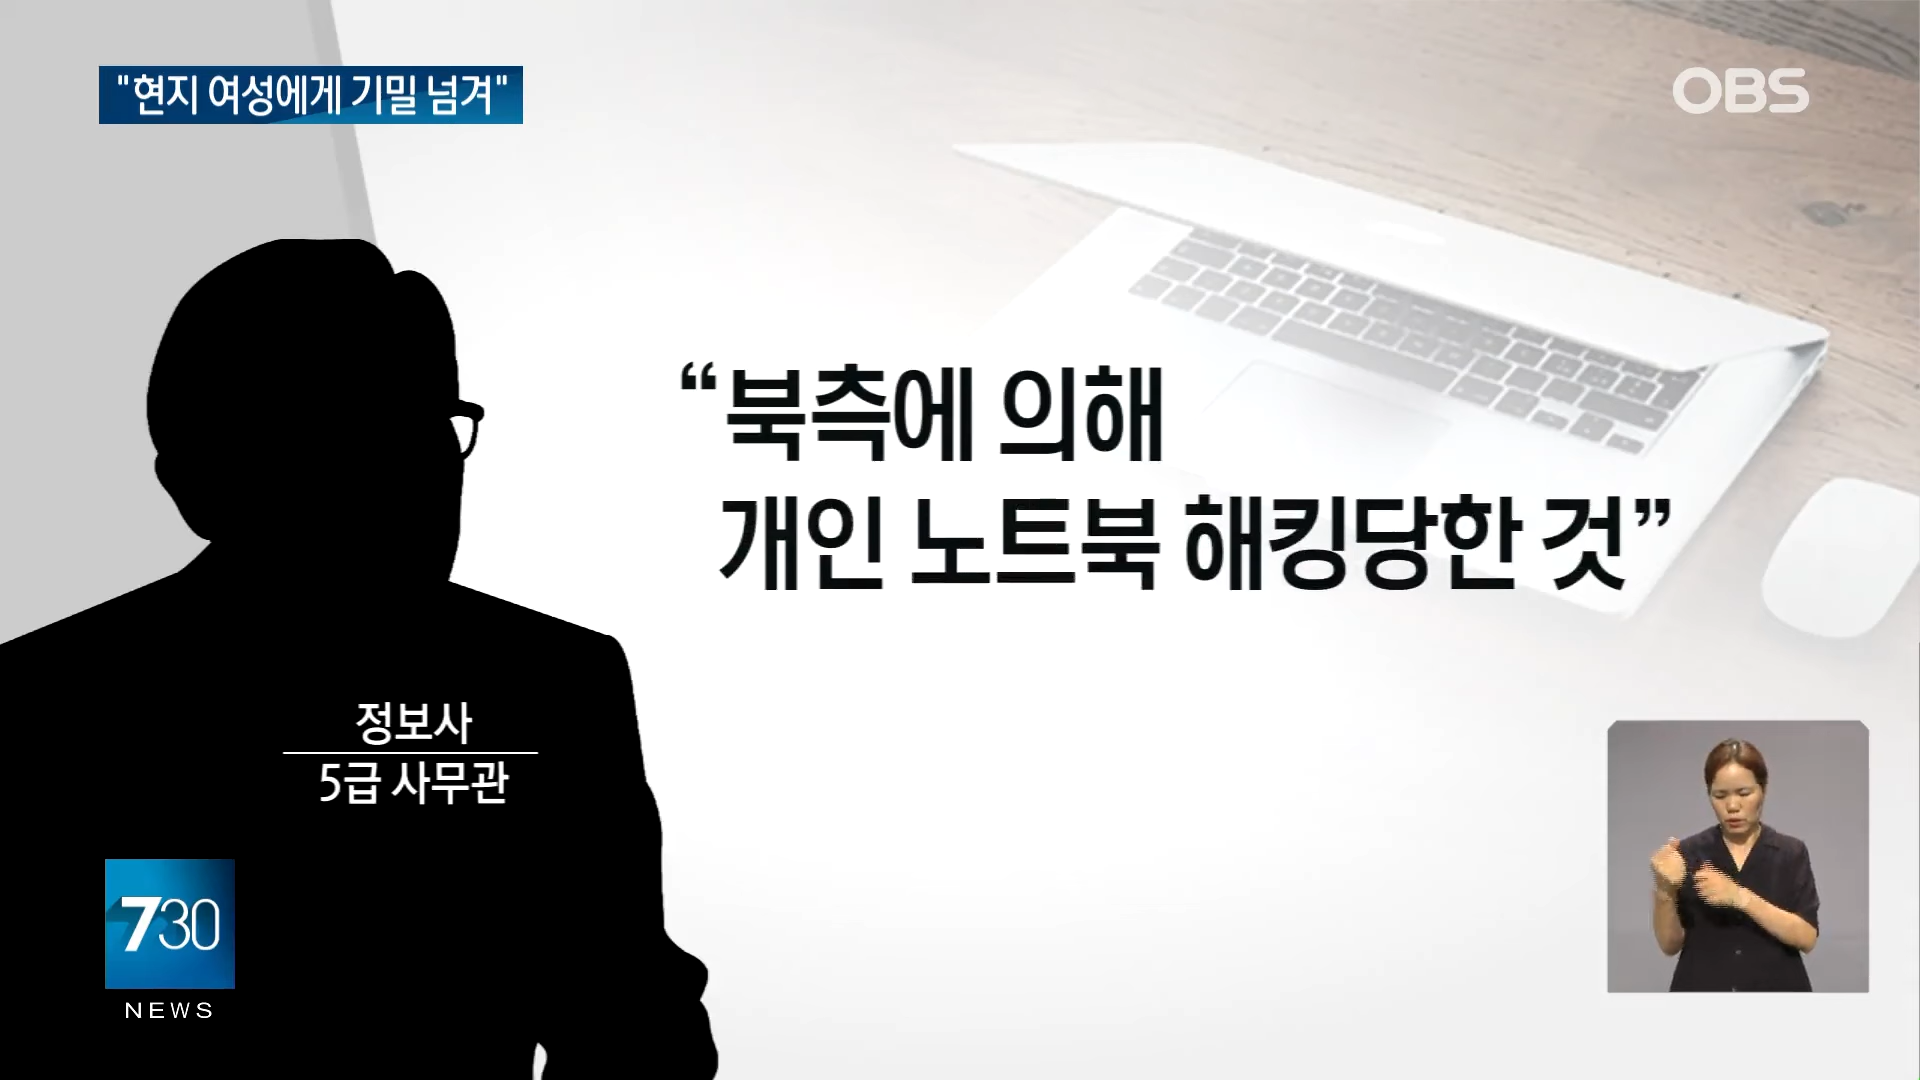 "현지 여성에게 기밀 넘겨"
OBS
“북측에 의해
개인 노트북 해킹당한 것”
정보사
5급 사무관
730
NEWS